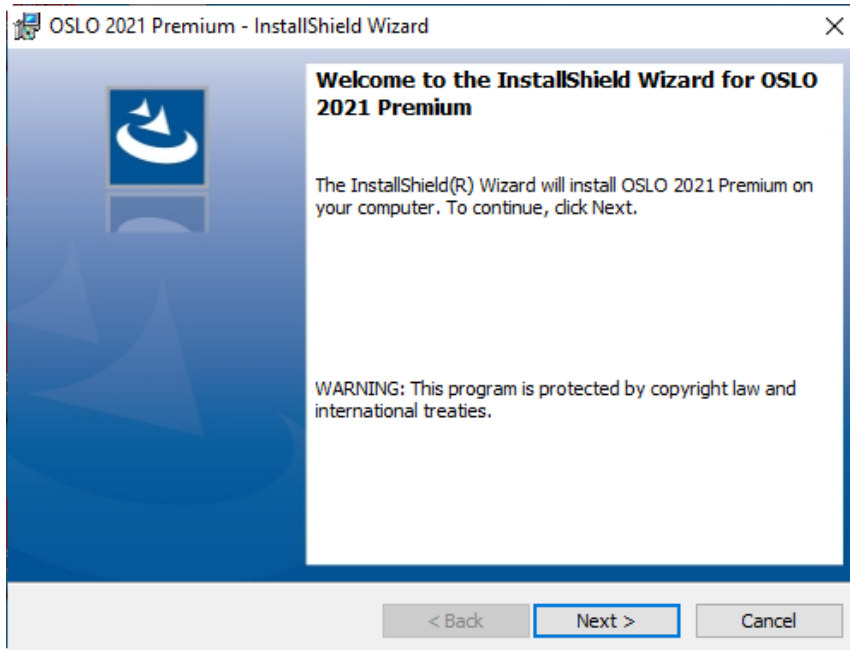 OSLO 2021 Premium - InstallShield Wizard
Welcome to the InstallShield Wizard for OSLO
2021 Premium
The InstallShield(R) Wizard will install OSLO 2021 Premium on
your computer. To continue, click Next.
WARNING: This program is protected by copyright law and
international treaties.
< Back
Next >
Cancel